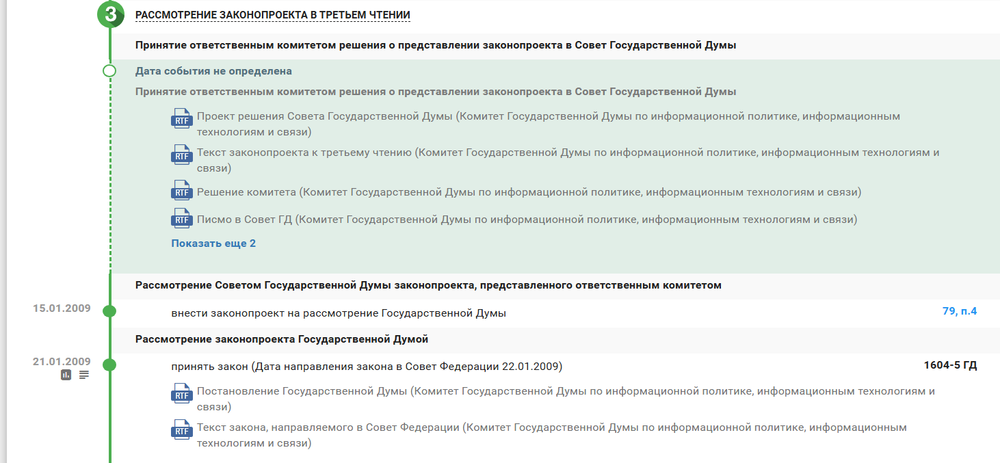 3 РАССМОТРЕНИЕ ЗАКОНОПРОЕКТА В ТРЕТЬЕМ ЧТЕНИИ
Принятие ответственным комитетом решения о представлении законопроекта в Совет Государственной Думы
Дата события не определена
Принятие ответственным комитетом решения о представлении законопроекта в Совет Государственной Думы
RTF Проект решения Совета Государственной Думы (Комитет Государственной Думы по информационной политике, информационным
технологиям и связи)
RTF Текст законопроекта к третьему чтению (Комитет Государственной Думы по информационной политике, информационным технологиям и
связи)
RTF Решение комитета (Комитет Государственной Думы по информационной политике, информационным технологиям и связи)
RTF Писмо в Совет ГД (Комитет Государственной Думы по информационной политике, информационным технологиям и связи)
Показать еще 2
Рассмотрение Советом Государственной Думы законопроекта, представленного ответственным комитетом
15.01.2009 внести законопроект на рассмотрение Государственной Думы 79, п.4
Рассмотрение законопроекта Государственной Думой
21.01.2009 принять закон (Дата направления закона в Совет Федерации 22.01.2009) 1604-5 ГД
RTF Постановление Государственной Думы (Комитет Государственной Думы по информационной политике, информационным технологиям и
связи)
RTF Текст закона, направляемого в Совет Федерации (Комитет Государственной Думы по информационной политике, информационным
технологиям и связи)